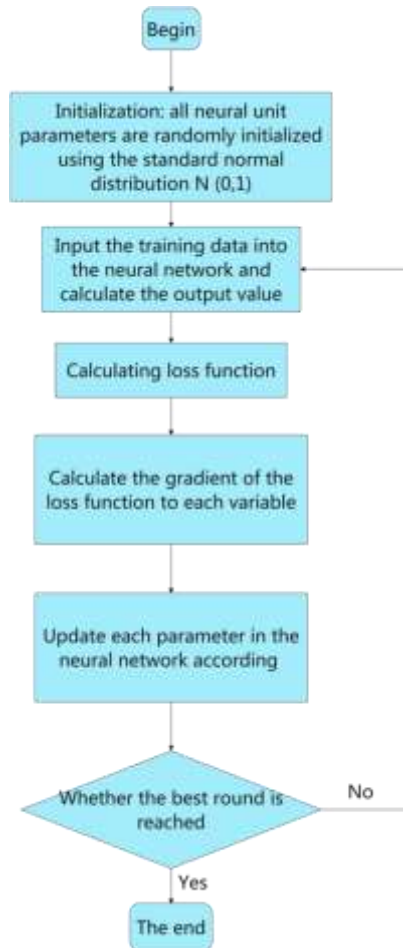 Begin
Initialization: all neural unit
parameters are randomly initialized
using the standard normal
distribution N (0,1)
Input the training data into
the neural network and
calculate the output value
Calculating loss function
Calculate the gradient of the
loss function to each variable
Update each parameter in the
neural network according
Whether the best round is
reached
No
Yes
The end